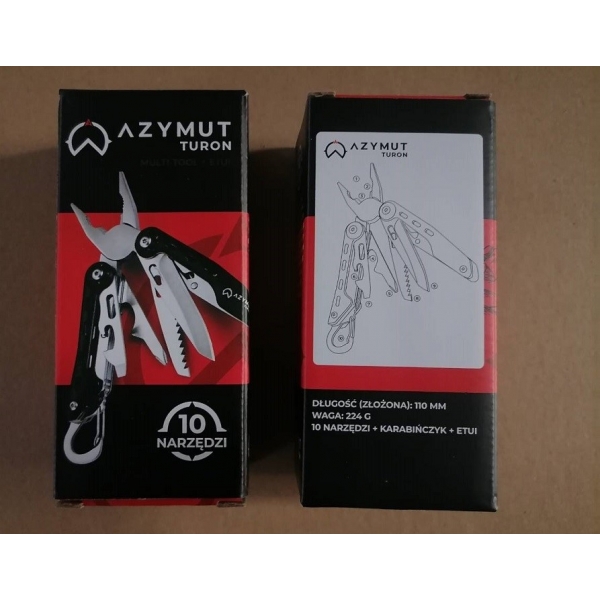 AZYMUT
TURON
MULTI TOOL + ETUI
AZYMUT
10
NARZĘDZI
AZYMUT
TURON
DŁUGOŚĆ (ZŁOŻONA): 110 MM
WAGA: 224 G
10 NARZĘDZI + KARABIŃCZYK + ETUI